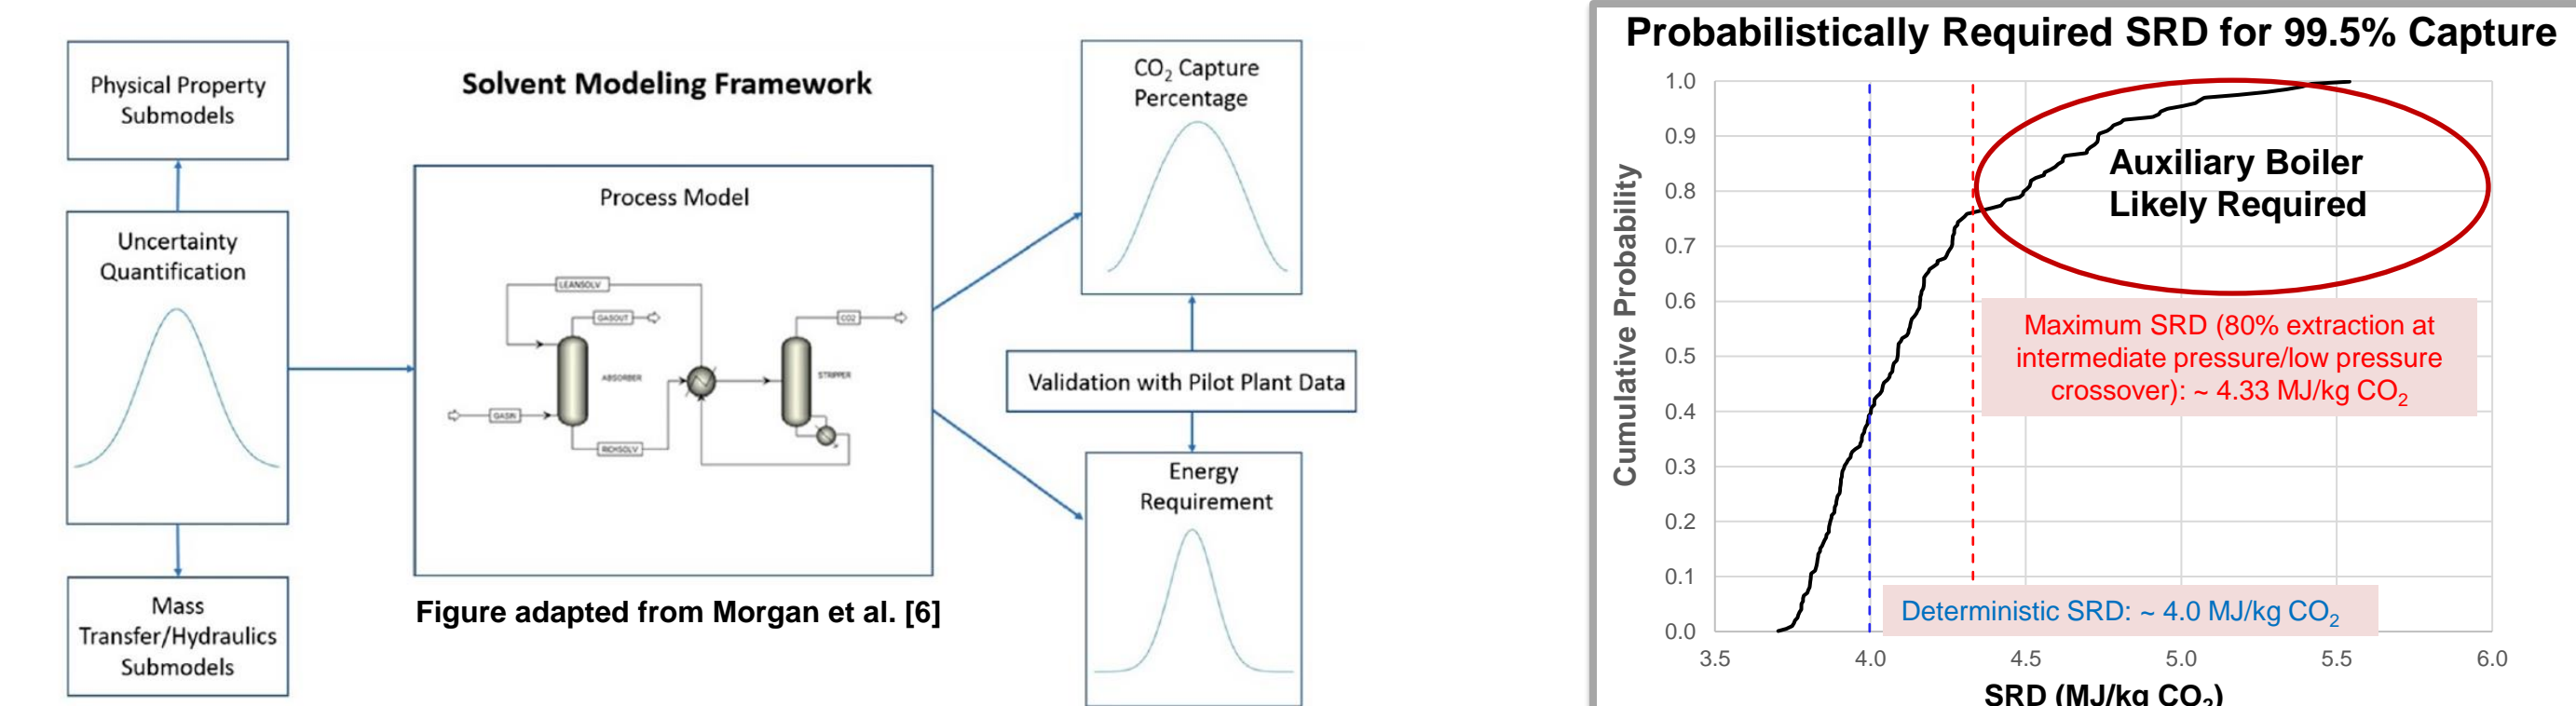 Solvent Modeling Framework
Physical Property
Submodels
Uncertainty
Quantification
Mass
Transfer/Hydraulics
Submodels
Process Model
LEANSOLV
GASOUT
CO2
ABSORBER
STRIPPER
GASIN
RICHSOLV
CO₂ Capture
Percentage
Validation with Pilot Plant Data
Energy
Requirement
Figure adapted from Morgan et al. [6]
Probabilistically Required SRD for 99.5% Capture
Cumulative Probability
1.0
0.9
0.8
0.7
0.6
0.5
0.4
0.3
0.2
0.1
0.0
Auxiliary Boiler
Likely Required
Maximum SRD (80% extraction at
intermediate pressure/low pressure
crossover): ~ 4.33 MJ/kg CO₂
Deterministic SRD: ~ 4.0 MJ/kg CO₂
3.5 4.0 4.5 5.0 5.5 6.0
SRD (MJ/kg CO₂)